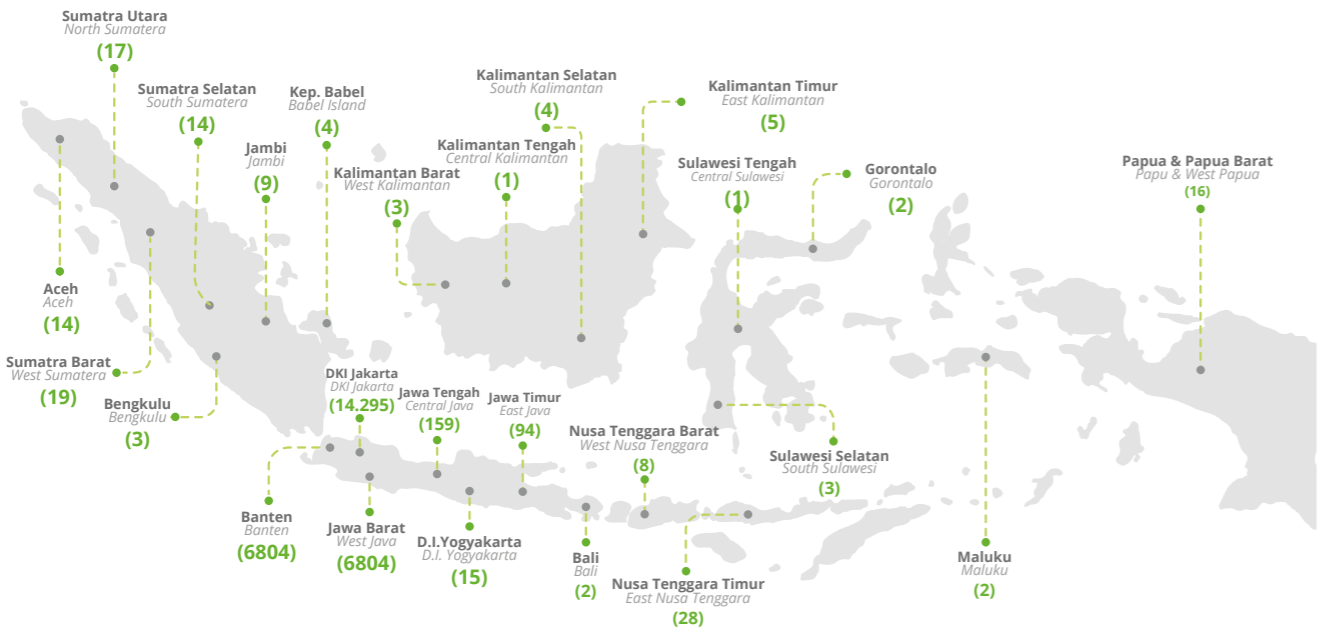 Sumatra Utara
North Sumatera
(17)
Sumatra Selatan
South Sumatera
(14)
Kep. Babel
Babel Island
(4)
Jambi
Jambi
(9)
Kalimantan Selatan
South Kalimantan
(4)
Kalimantan Timur
East Kalimantan
(5)
Kalimantan Tengah
Central Kalimantan
(1)
Kalimantan Barat
West Kalimantan
(3)
Sulawesi Tengah
Central Sulawesi
(1)
Gorontalo
Gorontalo
(2)
Papua & Papua Barat
Papu & West Papua
(16)
Aceh
Aceh
(14)
Sumatra Barat
West Sumatera
(19)
Bengkulu
Bengkulu
(3)
DKI Jakarta
DKI Jakarta
(14.295)
Jawa Tengah
Central Java
(159)
Jawa Timur
East Java
(94)
Nusa Tenggara Barat
West Nusa Tenggara
(8)
Sulawesi Selatan
South Sulawesi
(3)
Banten
Banten
(6804)
Jawa Barat
West Java
(6804)
D.I.Yogyakarta
D.I. Yogyakarta
(15)
Bali
Bali
(2)
Nusa Tenggara Timur
East Nusa Tenggara
(28)
Maluku
Maluku
(2)